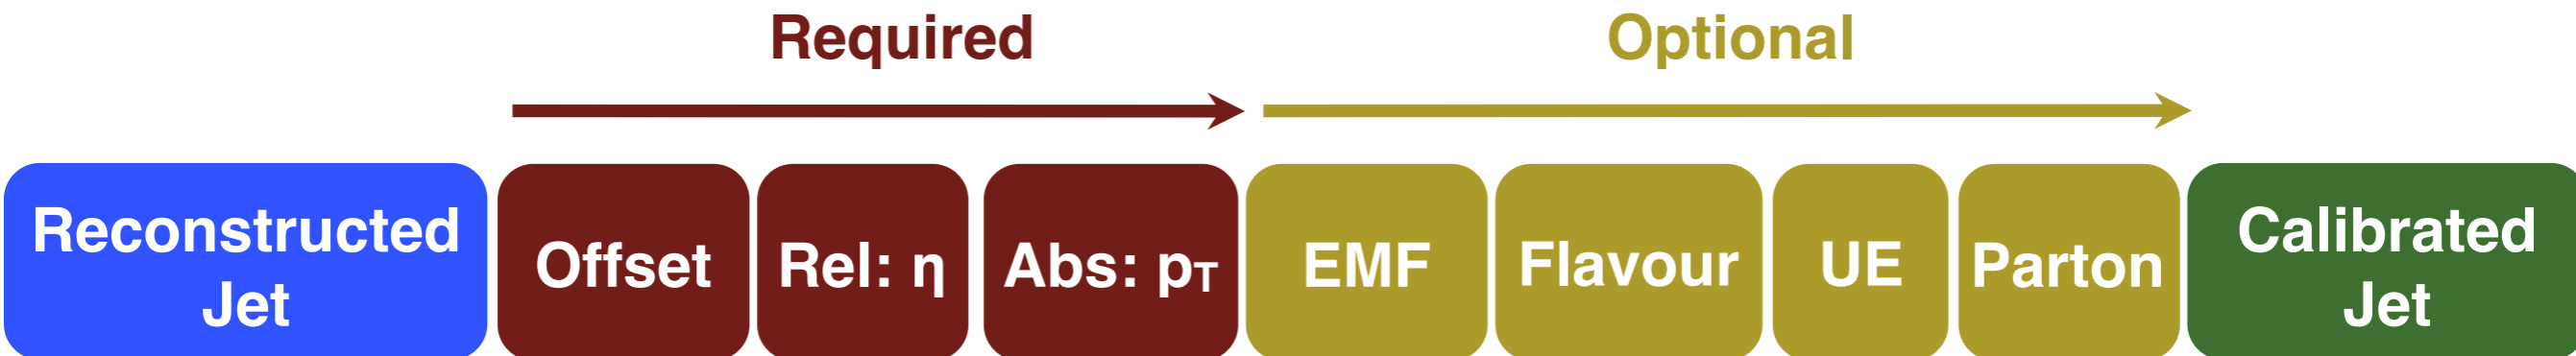 Required
Optional
Reconstructed
Jet
Offset
Rel: η
Abs: pT
EMF
Flavour
UE
Parton
Calibrated
Jet